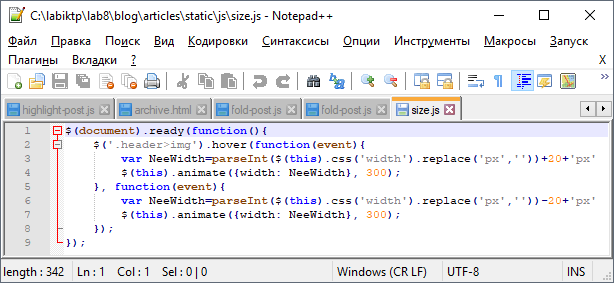 C:\labiktp\lab8\blog\articles\static\js\size.js - Notepad++
Файл Правка Поиск Вид Кодировки Синтаксисы Опции Инструменты Макросы Запуск
Плагины Вкладки ? X
highlight-post.js archive.html fold-post.js fold-post.js size.js
1 $(document).ready(function(){
2 $('.header>img').hover(function(event){
3 var NeeWidth=parseInt($(this).css('width').replace('px',''))+20+'px'
4 $(this).animate({width: NeeWidth}, 300);
5 }, function(event){
6 var NeeWidth=parseInt($(this).css('width').replace('px',''))-20+'px'
7 $(this).animate({width: NeeWidth}, 300);
8 });
9 });
length : 342 Ln : 1 Col : 1 Sel : 0 | 0 Windows (CR LF) UTF-8 INS